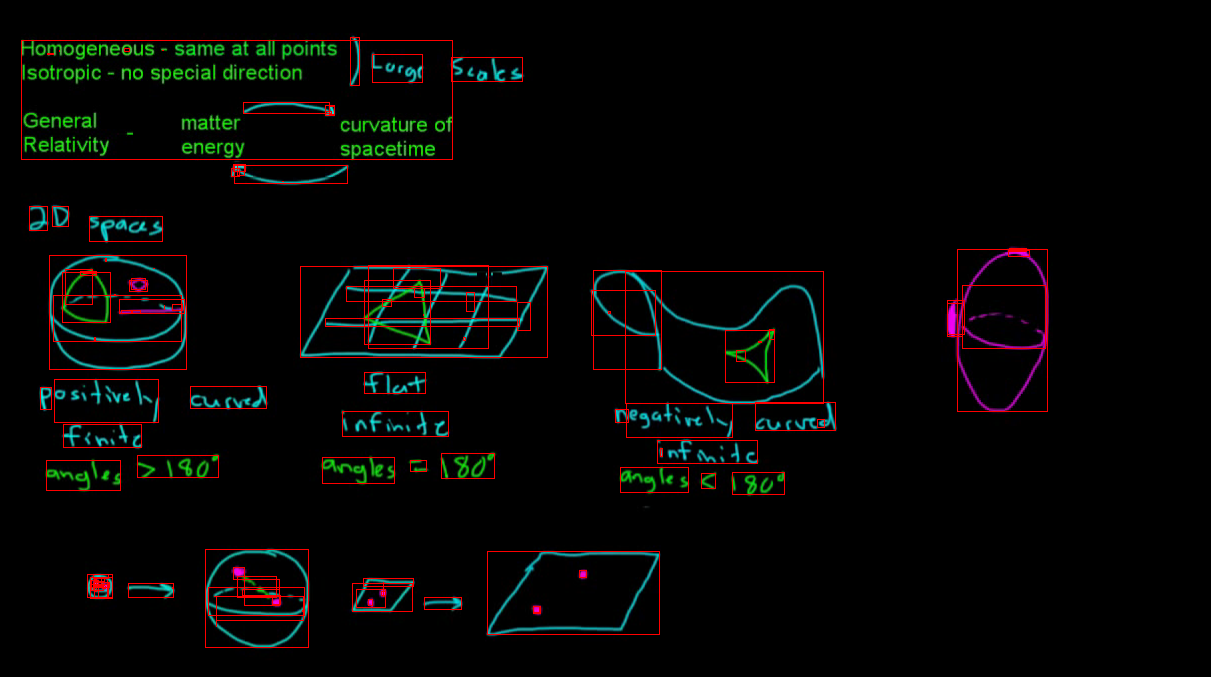 Homogeneous - same at all points
Isotropic - no special direction
Large Scales
General Relativity - matter energy curvature of spacetime
2D spaces
positively curved
finite
angles > 180°
flat
infinite
angles = 180°
negatively curved
infinite
angles < 180°